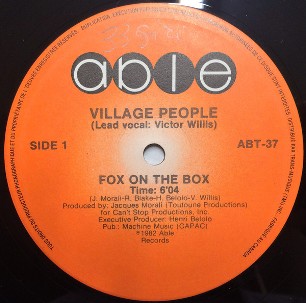 able
VILLAGE PEOPLE
(Lead vocal: Victor Willis)
SIDE 1
ABT-37
FOX ON THE BOX
Time: 6'04
(J. Morali-R. Blake-H. Belolo-V. Willis)
Produced by: Jacques Morali (Toutoune Productions)
for Can't Stop Productions, Inc.
Executive Producer: Henri Belolo
Pub.: Machine Music (CAPAC)
©1982 Able
Records